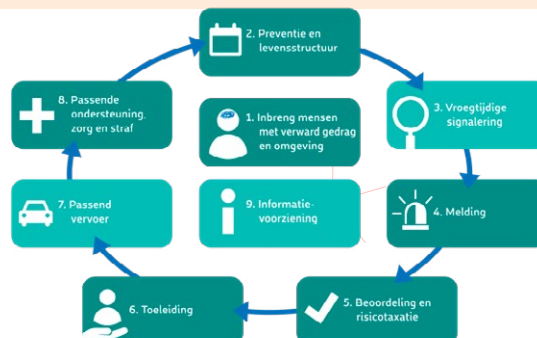 2. Preventie en
levensstructuur
8. Passende
ondersteuning,
zorg en straf
1. Inbreng mensen
met verward gedrag
en omgeving
3. Vroegtijdige
signalering
7. Passend
vervoer
9. Informatie-
voorziening
4. Melding
6. Toeleiding
5. Beoordeling en
risicotaxatie